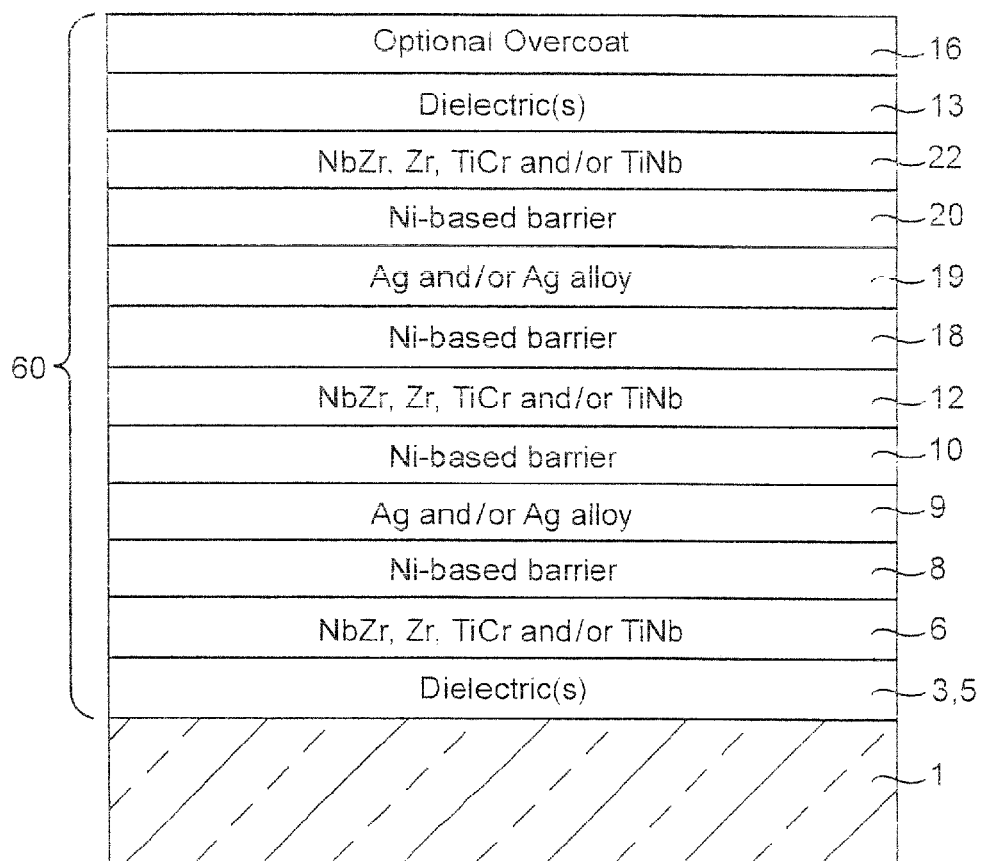 Optional Overcoat 16
Dielectric(s) 13
NbZr, Zr, TiCr and/or TiNb 22
Ni-based barrier 20
Ag and/or Ag alloy 19
Ni-based barrier 18
60
NbZr, Zr, TiCr and/or TiNb 12
Ni-based barrier 10
Ag and/or Ag alloy 9
Ni-based barrier 8
NbZr, Zr, TiCr and/or TiNb 6
Dielectric(s) 3,5
1